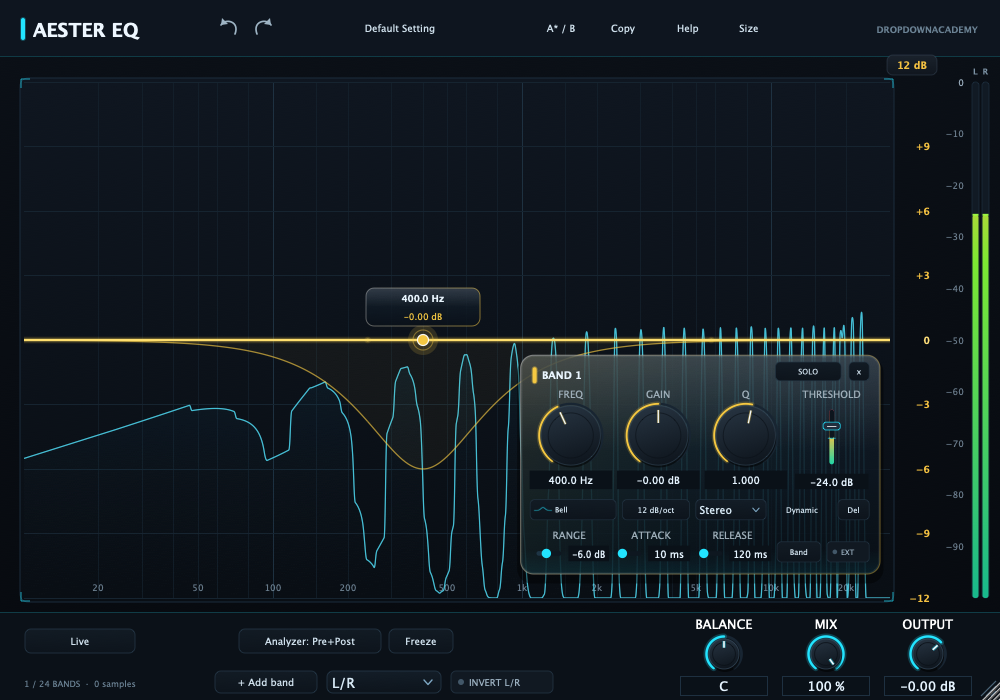 AESTER EQ
Default Setting
A* / B
Copy
Help
Size
DROPDOWNACADEMY
12 dB
L R
0
−10
−20
−30
−40
−50
−60
−70
−80
−90
+9
+6
+3
0
−3
−6
−9
−12
400.0 Hz
−0.00 dB
BAND 1
SOLO
x
FREQ
GAIN
Q
THRESHOLD
400.0 Hz
-0.00 dB
1.000
-24.0 dB
Bell
12 dB/oct
Stereo
Dynamic
Del
RANGE
ATTACK
RELEASE
-6.0 dB
10 ms
120 ms
Band
EXT
20
50
100
200
500
1k
2k
5k
10k
20k
Live
Analyzer: Pre+Post
Freeze
1 / 24 BANDS · 0 samples
+ Add band
L/R
INVERT L/R
BALANCE
MIX
OUTPUT
C
100 %
-0.00 dB